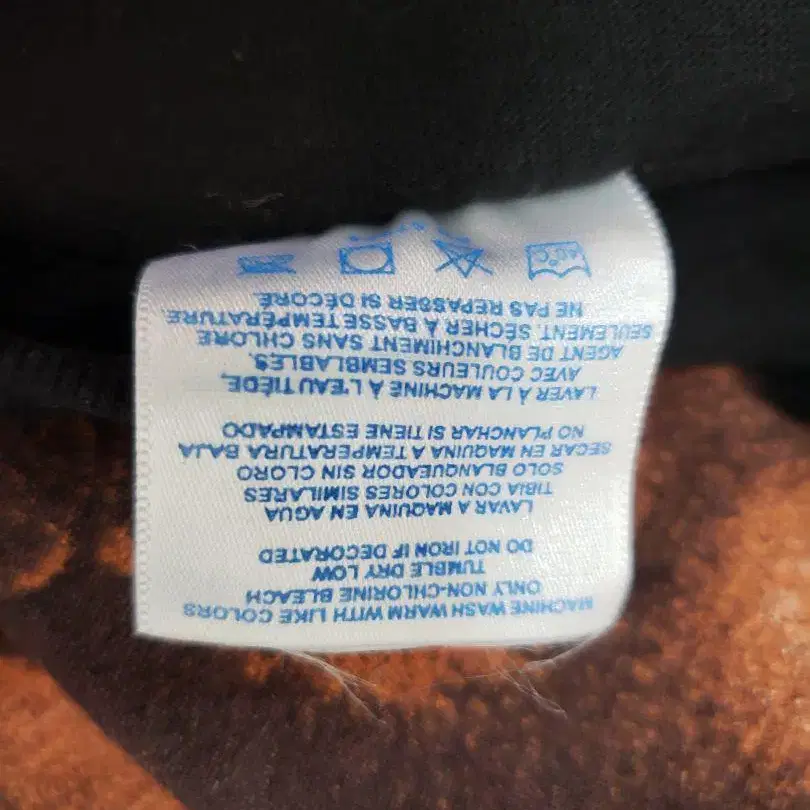 MACHINE WASH WARM WITH LIKE COLORS
ONLY NON-CHLORINE BLEACH
TUMBLE DRY LOW
DO NOT IRON IF DECORATED
LAVAR A MAQUINA EN AGUA
TIBIA CON COLORES SIMILARES
SOLO BLANQUEADOR SIN CLORO
SECAR EN MAQUINA A TEMPERATURA BAJA
NO PLANCHAR SI TIENE ESTAMPADO
LAVER À LA MACHINE À L'EAU TIÉDE,
AVEC COULEURS SEMBLABLES.
AGENT DE BLANCHIMENT SANS CHLORE
SEULEMENT. SÉCHER À BASSE TEMPÉRATURE.
NE PAS REPASSER SI DÉCORÉ.
40°C